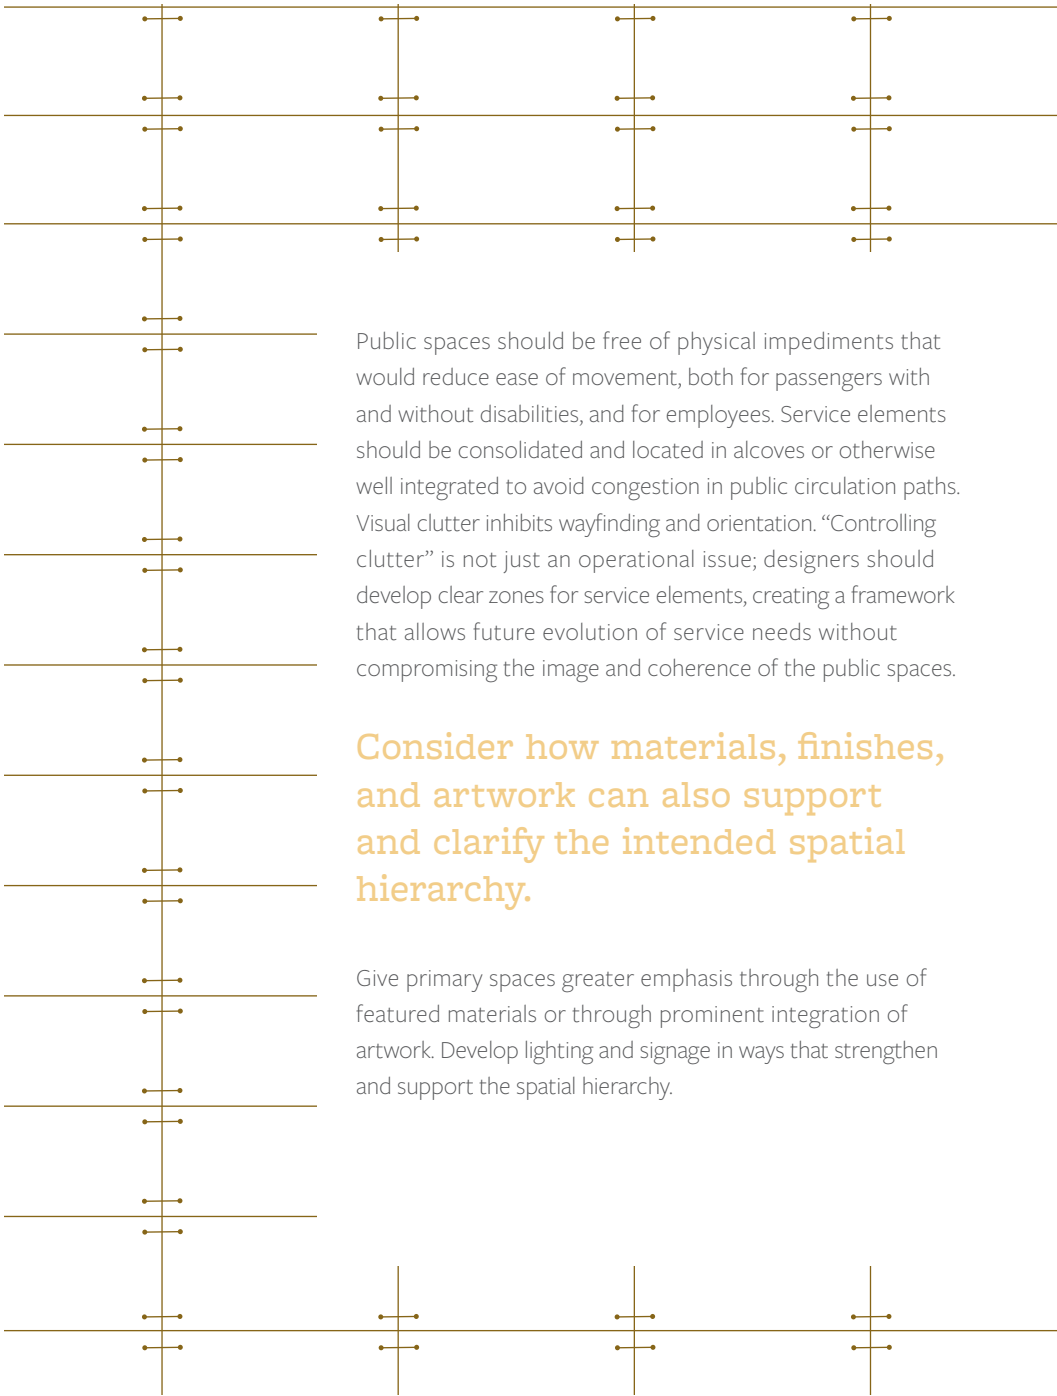 Public spaces should be free of physical impediments that
would reduce ease of movement, both for passengers with
and without disabilities, and for employees. Service elements
should be consolidated and located in alcoves or otherwise
well integrated to avoid congestion in public circulation paths.
Visual clutter inhibits wayfinding and orientation. “Controlling
clutter” is not just an operational issue; designers should
develop clear zones for service elements, creating a framework
that allows future evolution of service needs without
compromising the image and coherence of the public spaces.
Consider how materials, finishes,
and artwork can also support
and clarify the intended spatial
hierarchy.
Give primary spaces greater emphasis through the use of
featured materials or through prominent integration of
artwork. Develop lighting and signage in ways that strengthen
and support the spatial hierarchy.